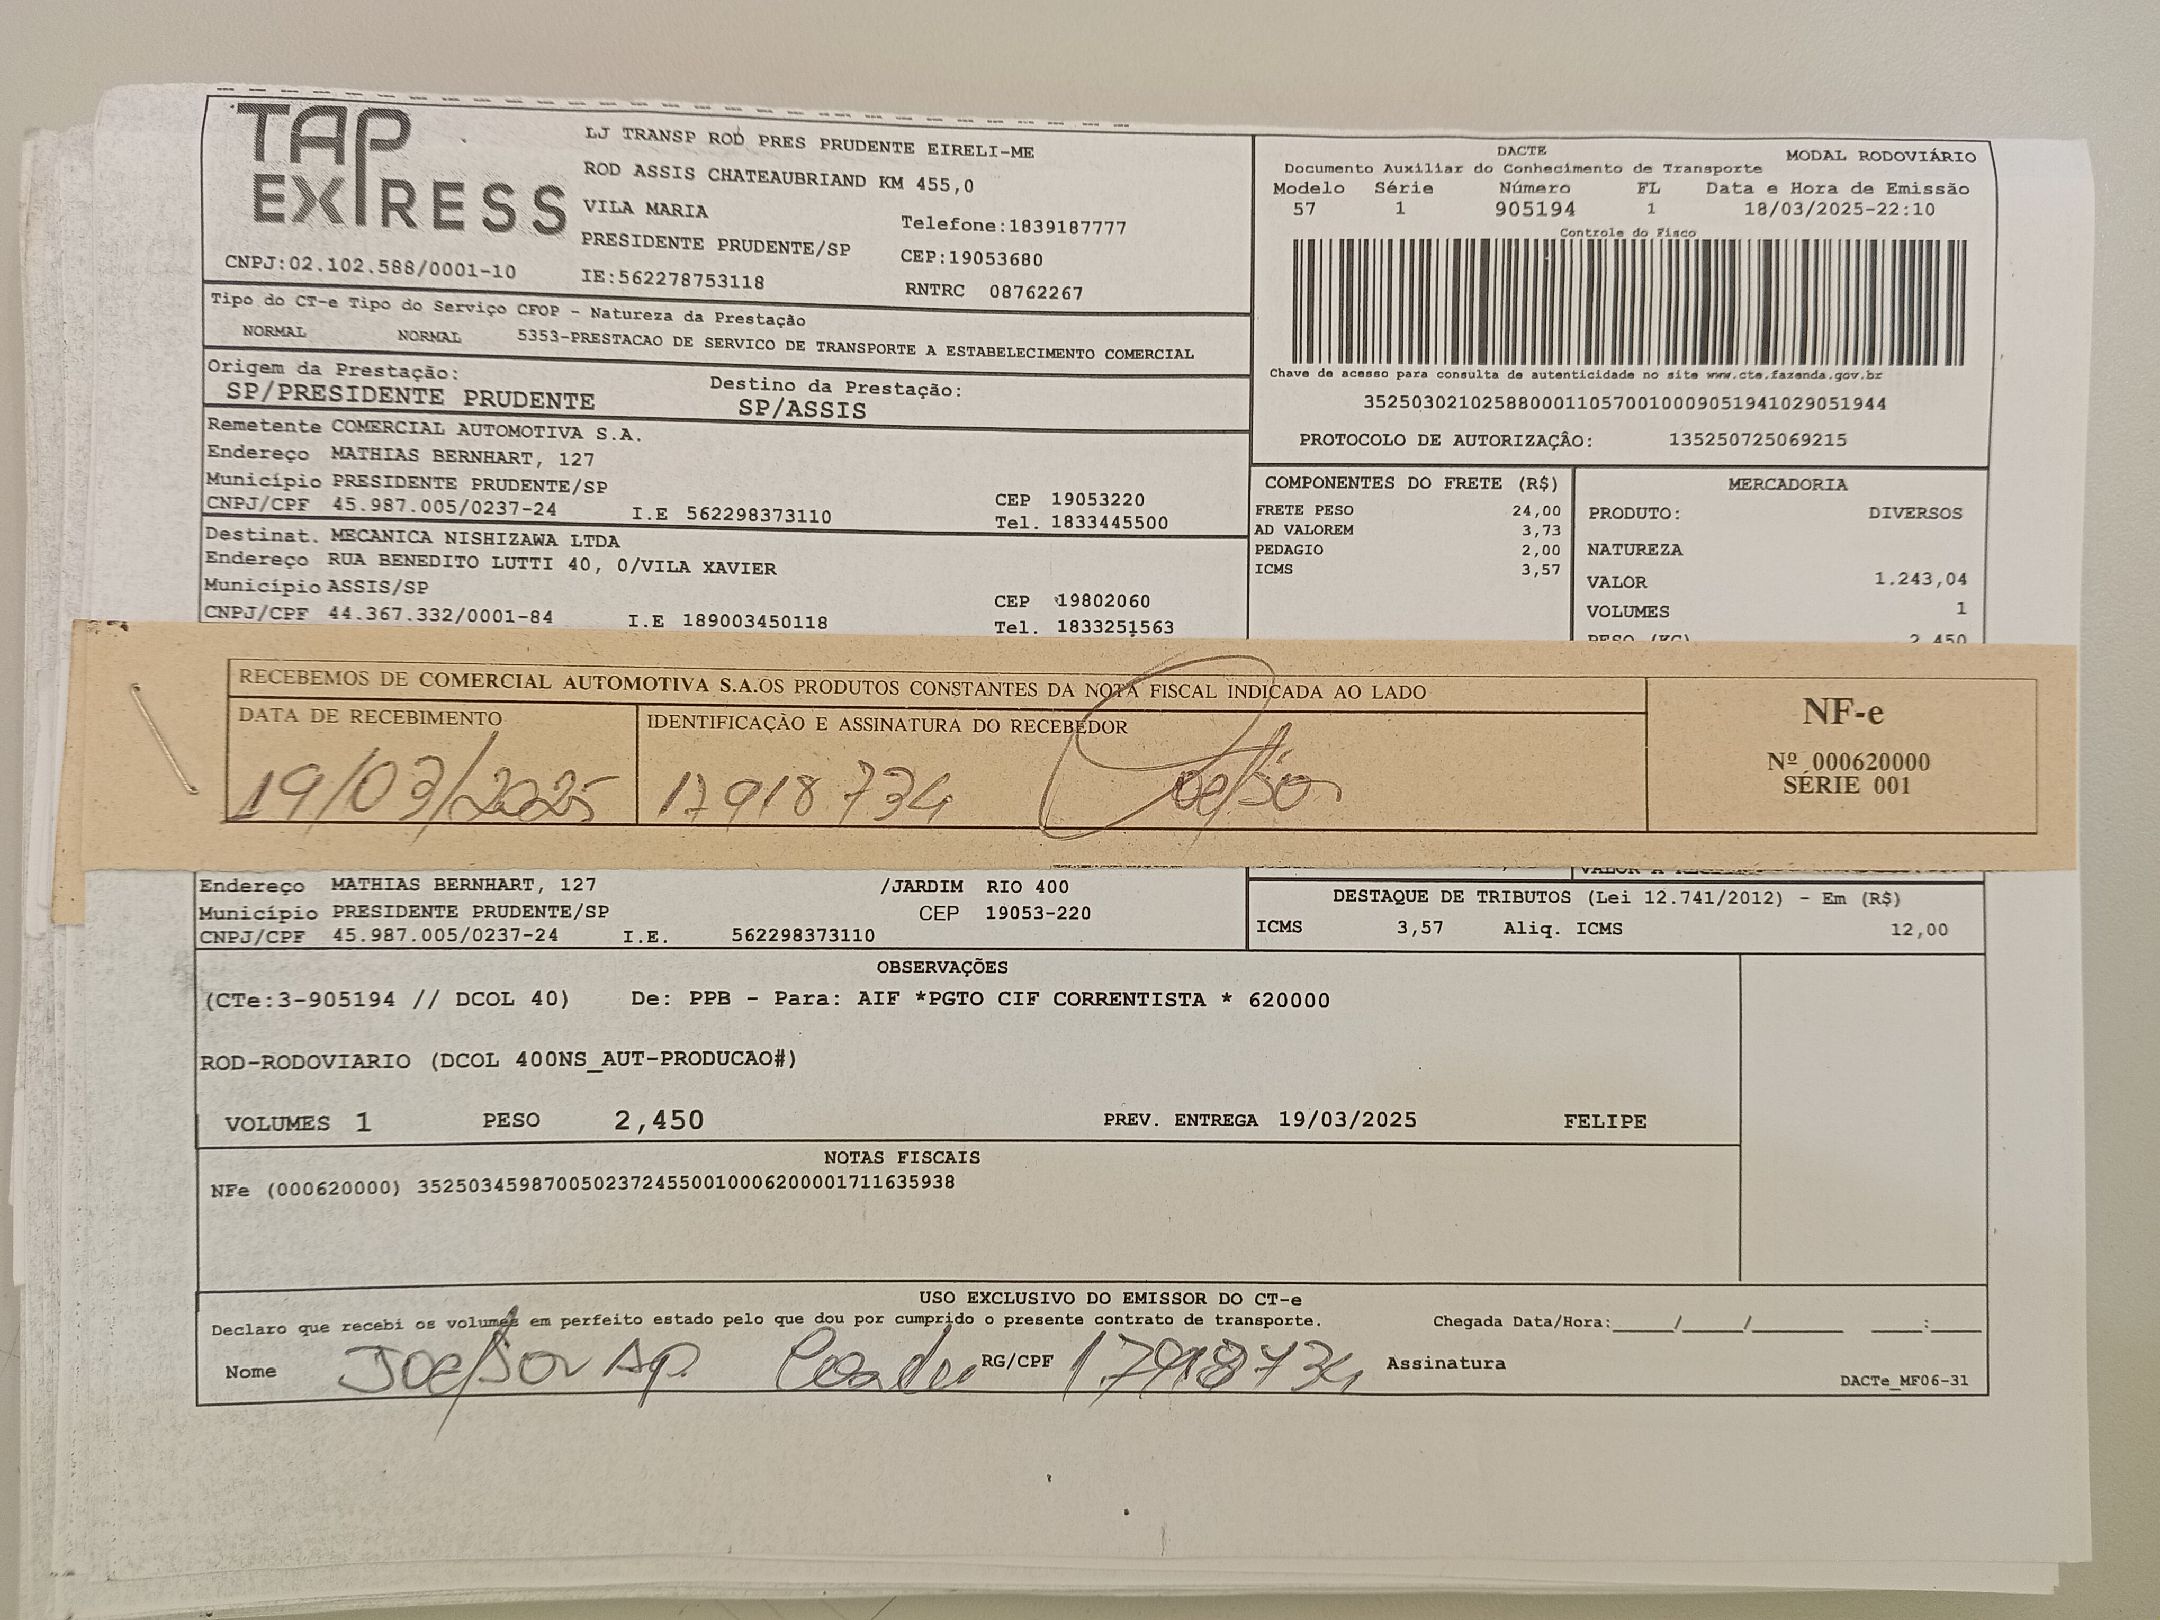 TAP EXPRESS
LJ TRANSP ROD PRES PRUDENTE EIRELI-ME
ROD ASSIS CHATEAUBRIAND KM 455,0
VILA MARIA
Telefone:1839187777
PRESIDENTE PRUDENTE/SP
CEP:19053680
CNPJ:02.102.588/0001-10
IE:562278753118
RNTRC 08762267
DACTE
MODAL RODOVIÁRIO
Documento Auxiliar do Conhecimento de Transporte
Modelo Série Número FL Data e Hora de Emissão
57 1 905194 1 18/03/2025-22:10
Controle do Fisco
Chave de acesso para consulta de autenticidade no site www.cte.fazenda.gov.br
35250302102588000110570010009051941029051944
PROTOCOLO DE AUTORIZAÇÂO: 135250725069215
Tipo do CT-e Tipo do Serviço CFOP - Natureza da Prestação
NORMAL NORMAL 5353-PRESTACAO DE SERVICO DE TRANSPORTE A ESTABELECIMENTO COMERCIAL
Origem da Prestação: Destino da Prestação:
SP/PRESIDENTE PRUDENTE SP/ASSIS
Remetente COMERCIAL AUTOMOTIVA S.A.
Endereço MATHIAS BERNHART, 127
Município PRESIDENTE PRUDENTE/SP CEP 19053220
CNPJ/CPF 45.987.005/0237-24 I.E 562298373110 Tel. 1833445500
Destinat. MECANICA NISHIZAWA LTDA
Endereço RUA BENEDITO LUTTI 40, 0/VILA XAVIER
Município ASSIS/SP CEP 19802060
CNPJ/CPF 44.367.332/0001-84 I.E 189003450118 Tel. 1833251563
COMPONENTES DO FRETE (R$)
FRETE PESO 24,00
AD VALOREM 3,73
PEDAGIO 2,00
ICMS 3,57
MERCADORIA
PRODUTO: DIVERSOS
NATUREZA
VALOR 1.243,04
VOLUMES 1
PESO (KG) 2,450
RECEBEMOS DE COMERCIAL AUTOMOTIVA S.A.OS PRODUTOS CONSTANTES DA NOTA FISCAL INDICADA AO LADO
DATA DE RECEBIMENTO IDENTIFICAÇÃO E ASSINATURA DO RECEBEDOR
19/03/2025 17918734 Joelson
NF-e
Nº 000620000
SÉRIE 001
VALOR A RECEBER
Endereço MATHIAS BERNHART, 127 /JARDIM RIO 400
Município PRESIDENTE PRUDENTE/SP CEP 19053-220
CNPJ/CPF 45.987.005/0237-24 I.E. 562298373110
DESTAQUE DE TRIBUTOS (Lei 12.741/2012) - Em (R$)
ICMS 3,57 Aliq. ICMS 12,00
OBSERVAÇÕES
(CTe:3-905194 // DCOL 40) De: PPB - Para: AIF *PGTO CIF CORRENTISTA * 620000
ROD-RODOVIARIO (DCOL 400NS_AUT-PRODUCAO#)
VOLUMES 1 PESO 2,450 PREV. ENTREGA 19/03/2025 FELIPE
NOTAS FISCAIS
NFe (000620000) 35250345987005023724550010006200001711635938
USO EXCLUSIVO DO EMISSOR DO CT-e
Declaro que recebi os volumes em perfeito estado pelo que dou por cumprido o presente contrato de transporte. Chegada Data/Hora:____/____/______ ___:___
Nome Joelson Ap. RG/CPF 17918734 Assinatura
DACTe_MF06-31